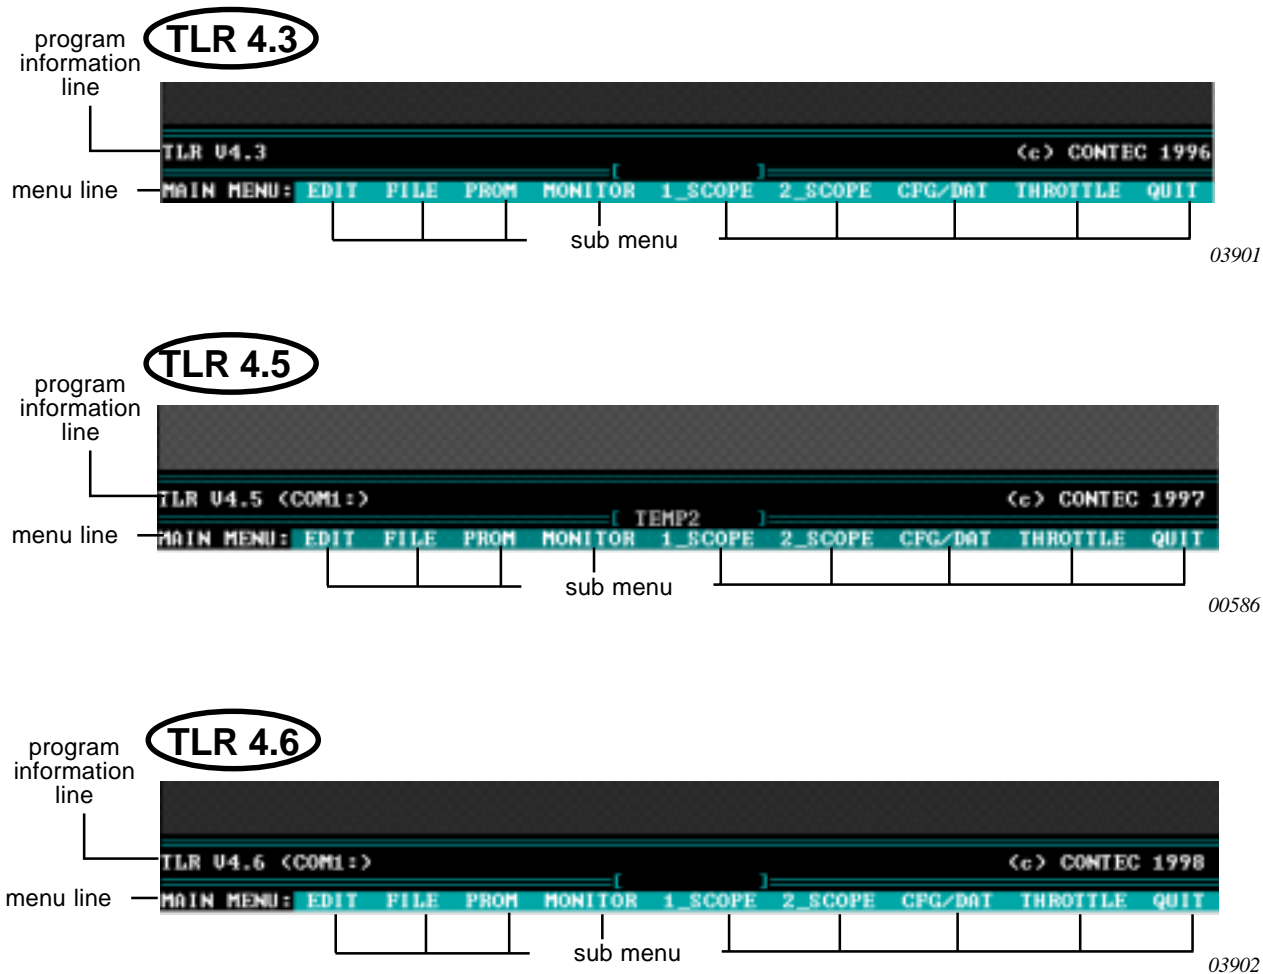 TLR 4.3
program
information
line
TLR V4.3 (c) CONTEC 1996
[ ]
menu line
MAIN MENU: EDIT FILE PROM MONITOR 1_SCOPE 2_SCOPE CFG/DAT THROTTLE QUIT
sub menu
03901
TLR 4.5
program
information
line
TLR V4.5 (COM1:) (c) CONTEC 1997
[ TEMP2 ]
menu line
MAIN MENU: EDIT FILE PROM MONITOR 1_SCOPE 2_SCOPE CFG/DAT THROTTLE QUIT
sub menu
00586
TLR 4.6
program
information
line
TLR V4.6 (COM1:) (c) CONTEC 1998
[ ]
menu line
MAIN MENU: EDIT FILE PROM MONITOR 1_SCOPE 2_SCOPE CFG/DAT THROTTLE QUIT
sub menu
03902